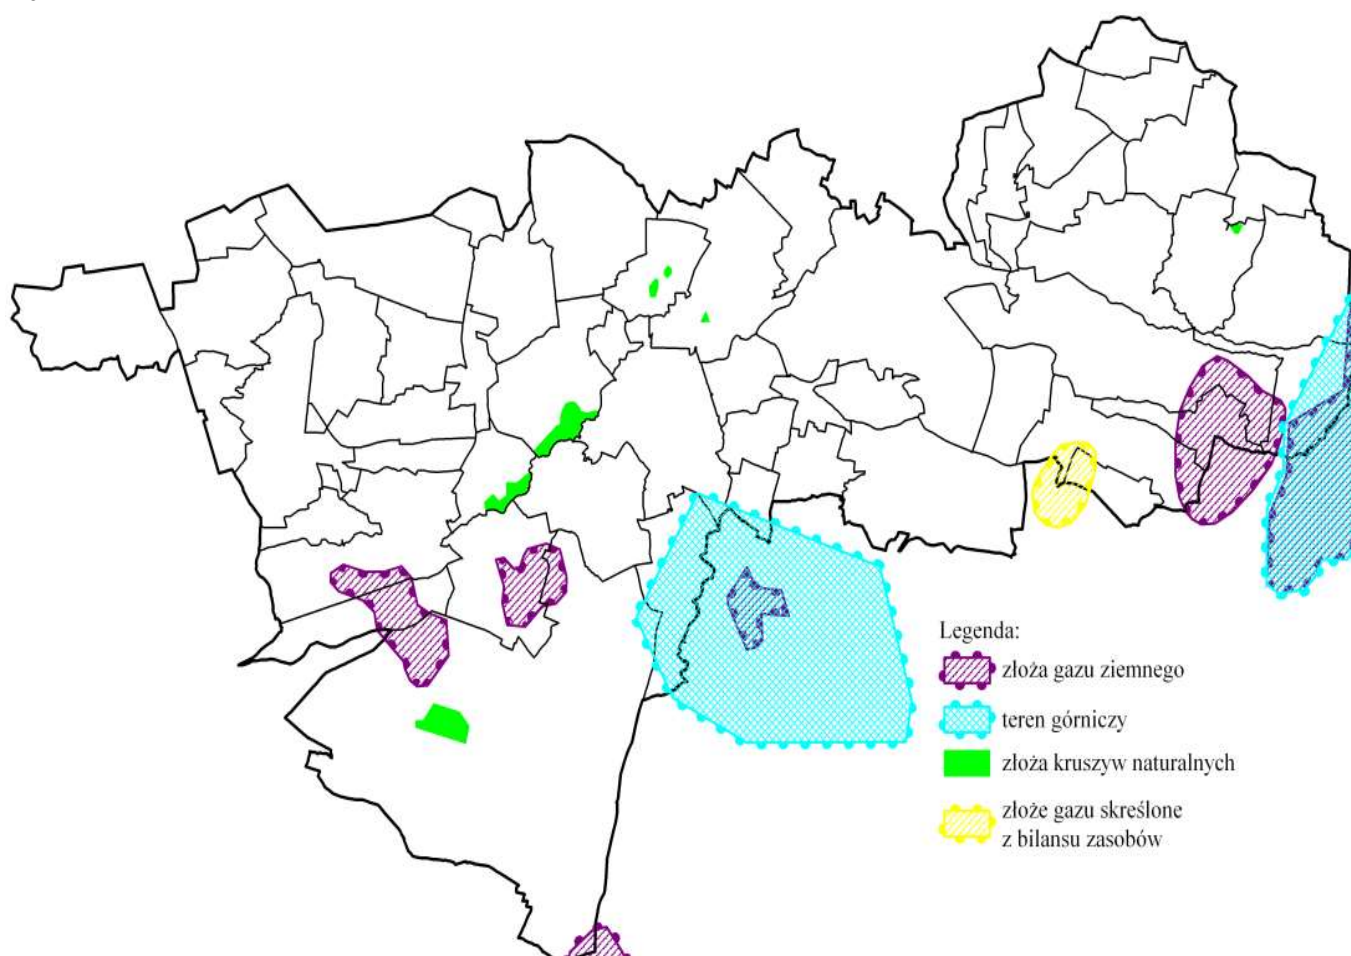 Legenda:
złoża gazu ziemnego
teren górniczy
złoża kruszyw naturalnych
złoże gazu skreślone
z bilansu zasobów